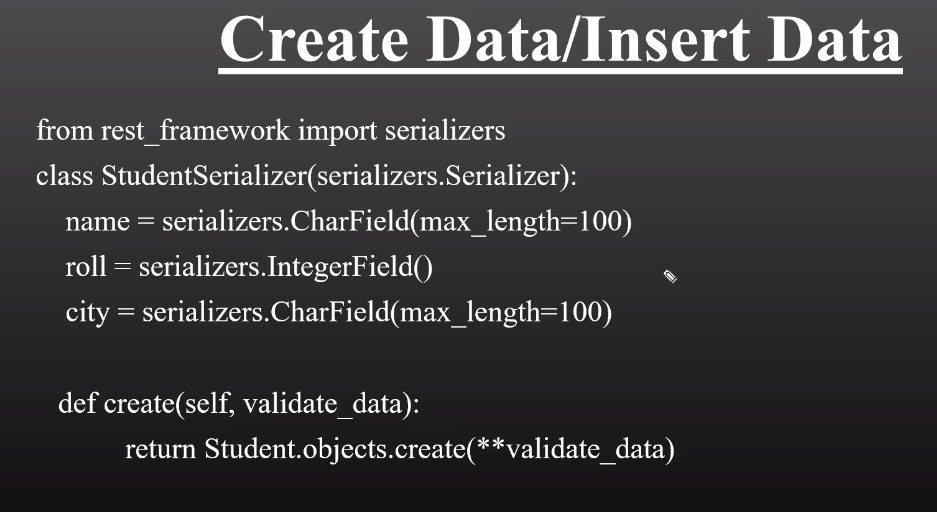 Create Data/Insert Data
from rest_framework import serializers
class StudentSerializer(serializers.Serializer):
name = serializers.CharField(max_length=100)
roll = serializers.IntegerField()
city = serializers.CharField(max_length=100)
def create(self, validate_data):
return Student.objects.create(**validate_data)